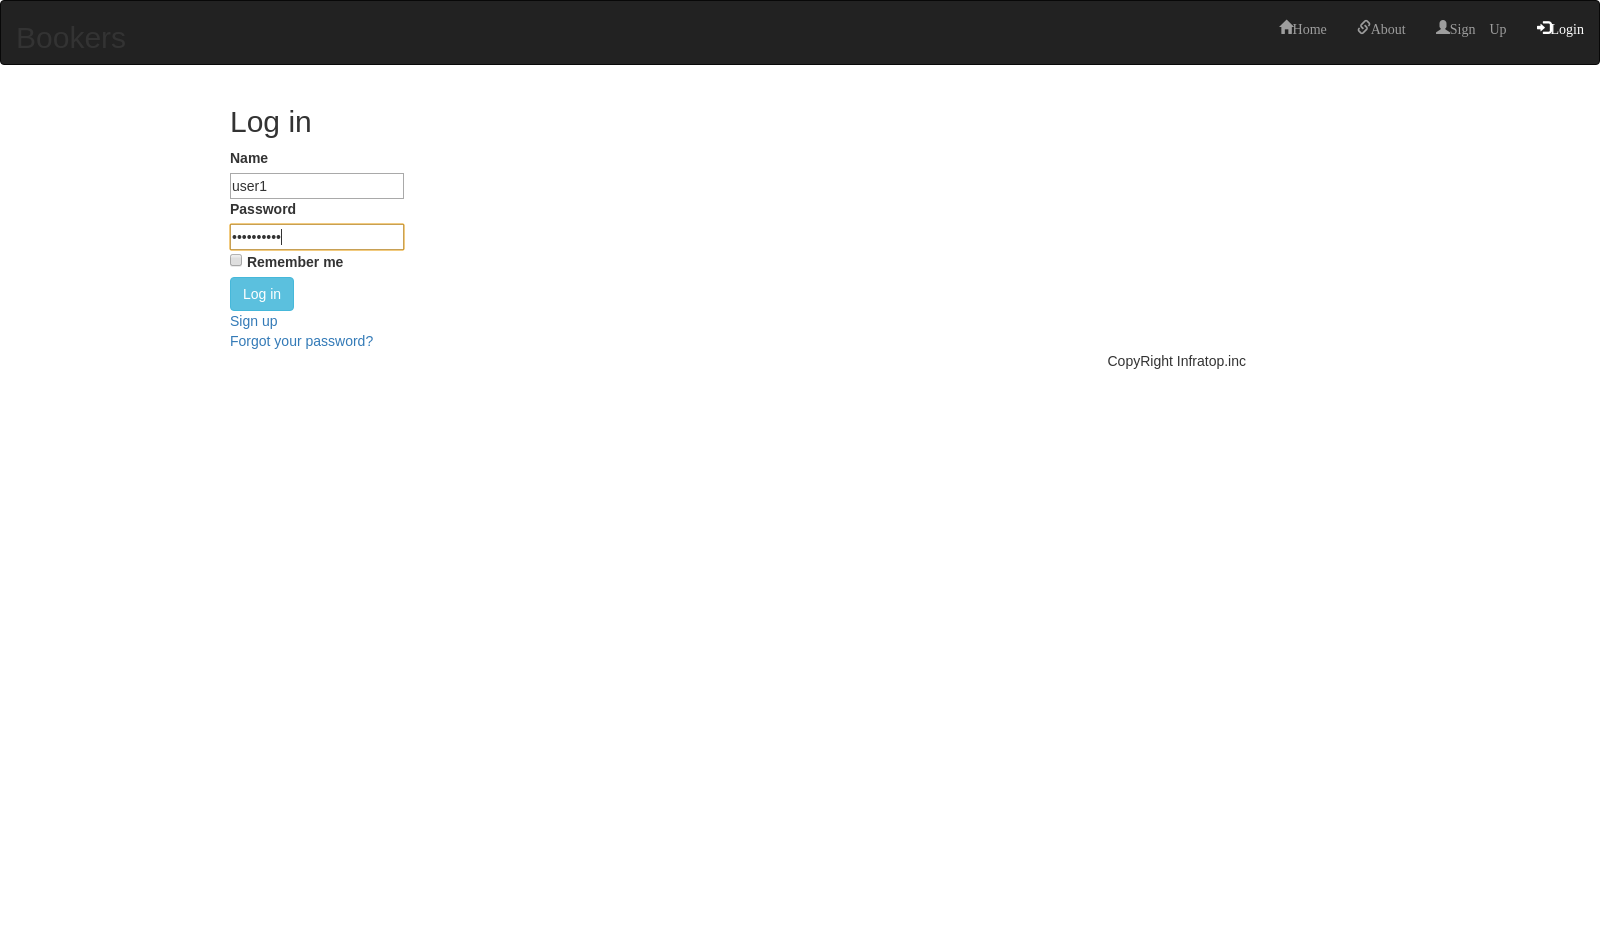 Bookers
Home About Sign Up Login
Log in
Name
user1
Password
••••••••••
Remember me
Log in
Sign up
Forgot your password?
CopyRight Infratop.inc